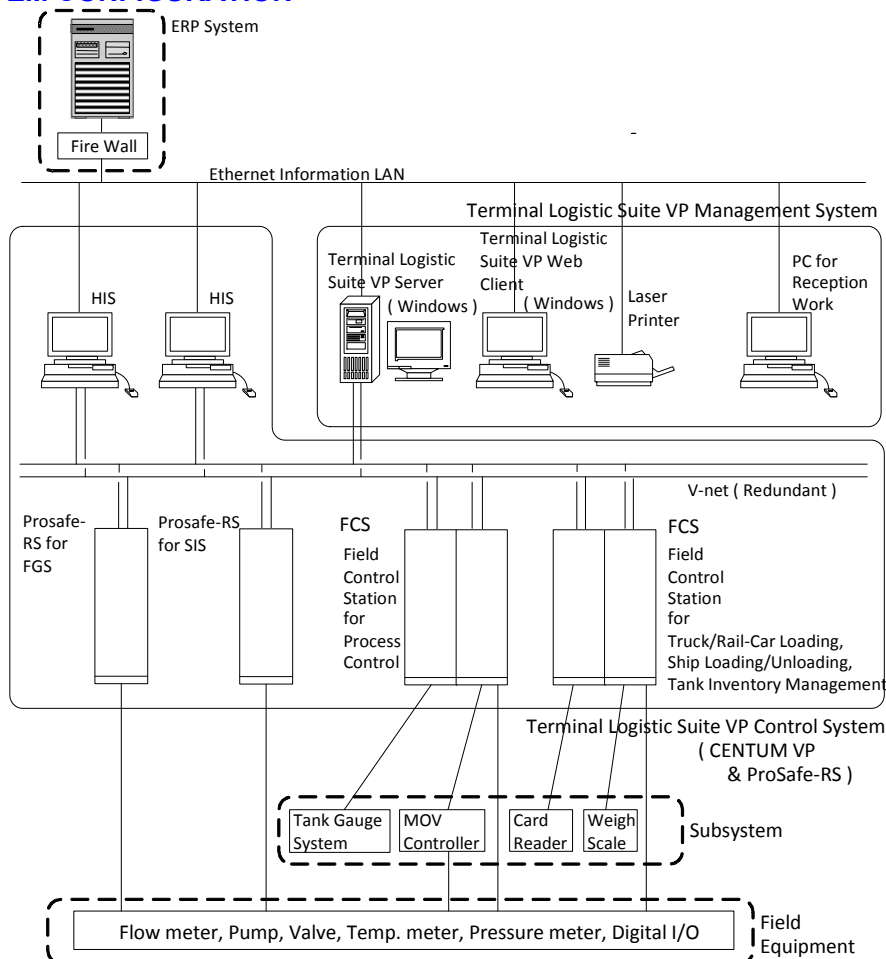 ERP System
Fire Wall
Ethernet Information LAN
Terminal Logistic Suite VP Management System
Terminal Logistic
Suite VP Server
( Windows )
Terminal Logistic
Suite VP Web
Client
( Windows )
Laser
Printer
PC for
Reception
Work
HIS
HIS
V-net ( Redundant )
Prosafe-
RS for
FGS
Prosafe-RS
for SIS
FCS
Field
Control
Station
for
Process
Control
FCS
Field
Control
Station
for
Truck/Rail-Car Loading,
Ship Loading/Unloading,
Tank Inventory Management
Terminal Logistic Suite VP Control System
( CENTUM VP
& ProSafe-RS )
Tank Gauge
System
MOV
Controller
Card
Reader
Weigh
Scale
Subsystem
Flow meter, Pump, Valve, Temp. meter, Pressure meter, Digital I/O
Field
Equipment